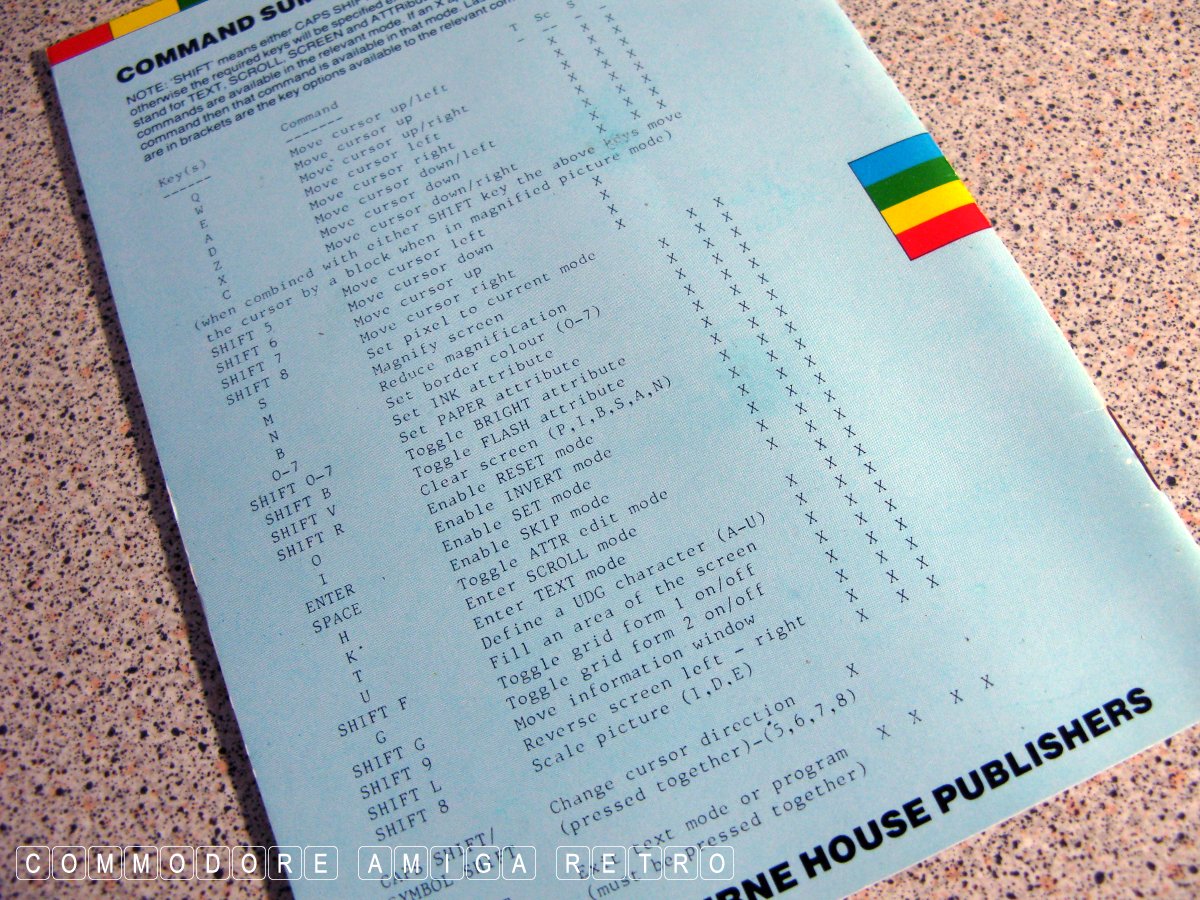 COMMAND SUM
NOTE: 'SHIFT' means either CAPS SHIF
otherwise the required keys will be specified e
stand for TEXT, SCROLL, SCREEN and ATTRibut
commands are available in the relevant mode. If an X a
command then that command is available in that mode. Las
are in brackets are the key options available to the relevant com
Key(s) Command T Sc S
Q Move cursor up/left X X
W Move cursor up X X
E Move cursor up/right X X
A Move cursor left X X
D Move cursor right X X
Z Move cursor down/left X X
X Move cursor down X X
C Move cursor down/right X X
(when combined with either SHIFT key the above keys move
the cursor by a block when in magnified picture mode)
SHIFT 5 Move cursor left X
SHIFT 6 Move cursor down X
SHIFT 7 Move cursor up X
SHIFT 8 Move cursor right X
S Set pixel to current mode X
M Magnify screen X X
N Reduce magnification X X
B Set border colour (0-7) X X X
0-7 Set INK attribute X X X
SHIFT 0-7 Set PAPER attribute X X X
SHIFT B Toggle BRIGHT attribute X X X
SHIFT V Toggle FLASH attribute X X X
SHIFT R Clear screen (P,I,B,S,A,N) X X X
O Enable RESET mode X X
I Enable INVERT mode X X
ENTER Enable SET mode X X
SPACE Enable SKIP mode X X
H Toggle ATTR edit mode X X
K Enter SCROLL mode X X
T Enter TEXT mode X X
U Define a UDG character (A-U) X X
SHIFT F Fill an area of the screen X X
G Toggle grid form 1 on/off X X X
SHIFT G Toggle grid form 2 on/off X X X
SHIFT 9 Move information window X X X
SHIFT L Reverse screen left - right X X
SHIFT 8 Scale picture (I,D,E) X X
Change cursor direction X
(pressed together)-(5,6,7,8)
CAPS SHIFT/ Exit text mode or program X X X X
SYMBOL SHIFT (must be pressed together)
ERNE HOUSE PUBLISHERS
COMMODORE AMIGA RETRO